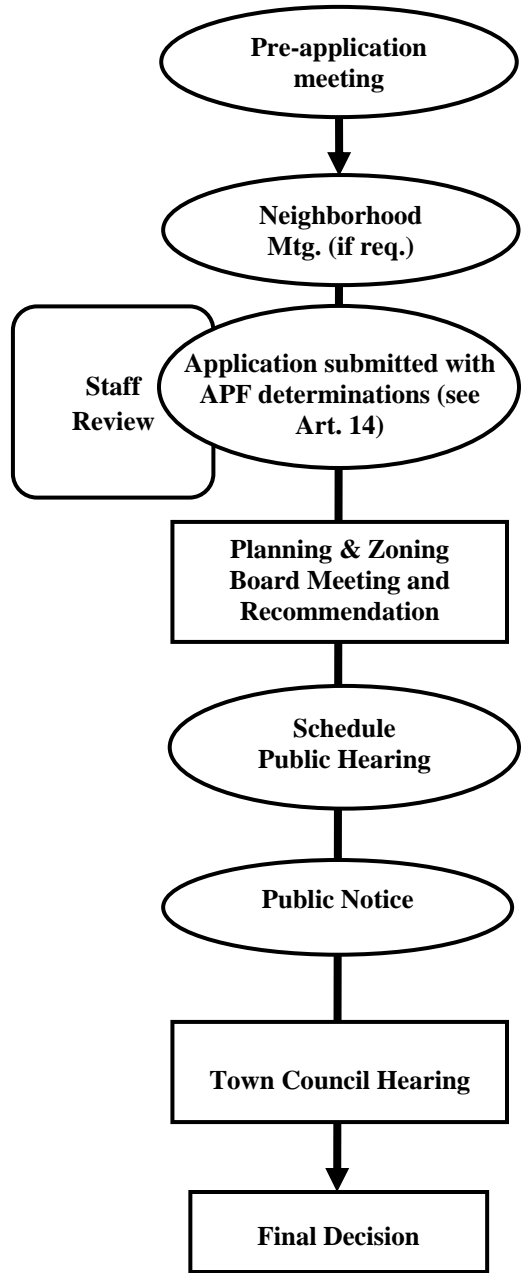 Pre-application
meeting
Neighborhood
Mtg. (if req.)
Staff
Review
Application submitted with
APF determinations (see
Art. 14)
Planning & Zoning
Board Meeting and
Recommendation
Schedule
Public Hearing
Public Notice
Town Council Hearing
Final Decision